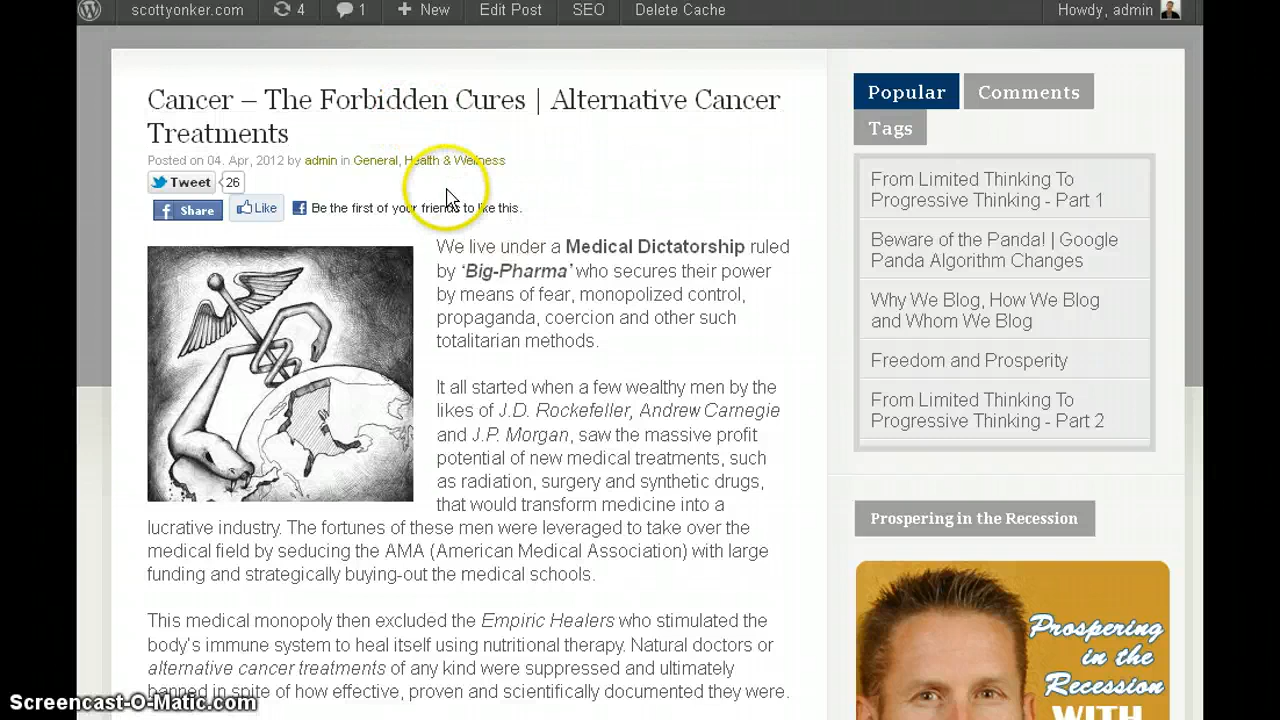 scottyonker.com 4 1 + New Edit Post SEO Delete Cache Howdy, admin
Cancer – The Forbidden Cures | Alternative Cancer
Treatments
Posted on 04. Apr, 2012 by admin in General, Health & Wellness
Tweet 26
Share Like Be the first of your friends to like this.
We live under a Medical Dictatorship ruled
by ‘Big-Pharma’ who secures their power
by means of fear, monopolized control,
propaganda, coercion and other such
totalitarian methods.
It all started when a few wealthy men by the
likes of J.D. Rockefeller, Andrew Carnegie
and J.P. Morgan, saw the massive profit
potential of new medical treatments, such
as radiation, surgery and synthetic drugs,
that would transform medicine into a
lucrative industry. The fortunes of these men were leveraged to take over the
medical field by seducing the AMA (American Medical Association) with large
funding and strategically buying-out the medical schools.
This medical monopoly then excluded the Empiric Healers who stimulated the
body’s immune system to heal itself using nutritional therapy. Natural doctors or
alternative cancer treatments of any kind were suppressed and ultimately
banned in spite of how effective, proven and scientifically documented they were.
Popular Comments
Tags
From Limited Thinking To
Progressive Thinking - Part 1
Beware of the Panda! | Google
Panda Algorithm Changes
Why We Blog, How We Blog
and Whom We Blog
Freedom and Prosperity
From Limited Thinking To
Progressive Thinking - Part 2
Prospering in the Recession
Prospering
in the
Recession
WITH
Screencast-O-Matic.com